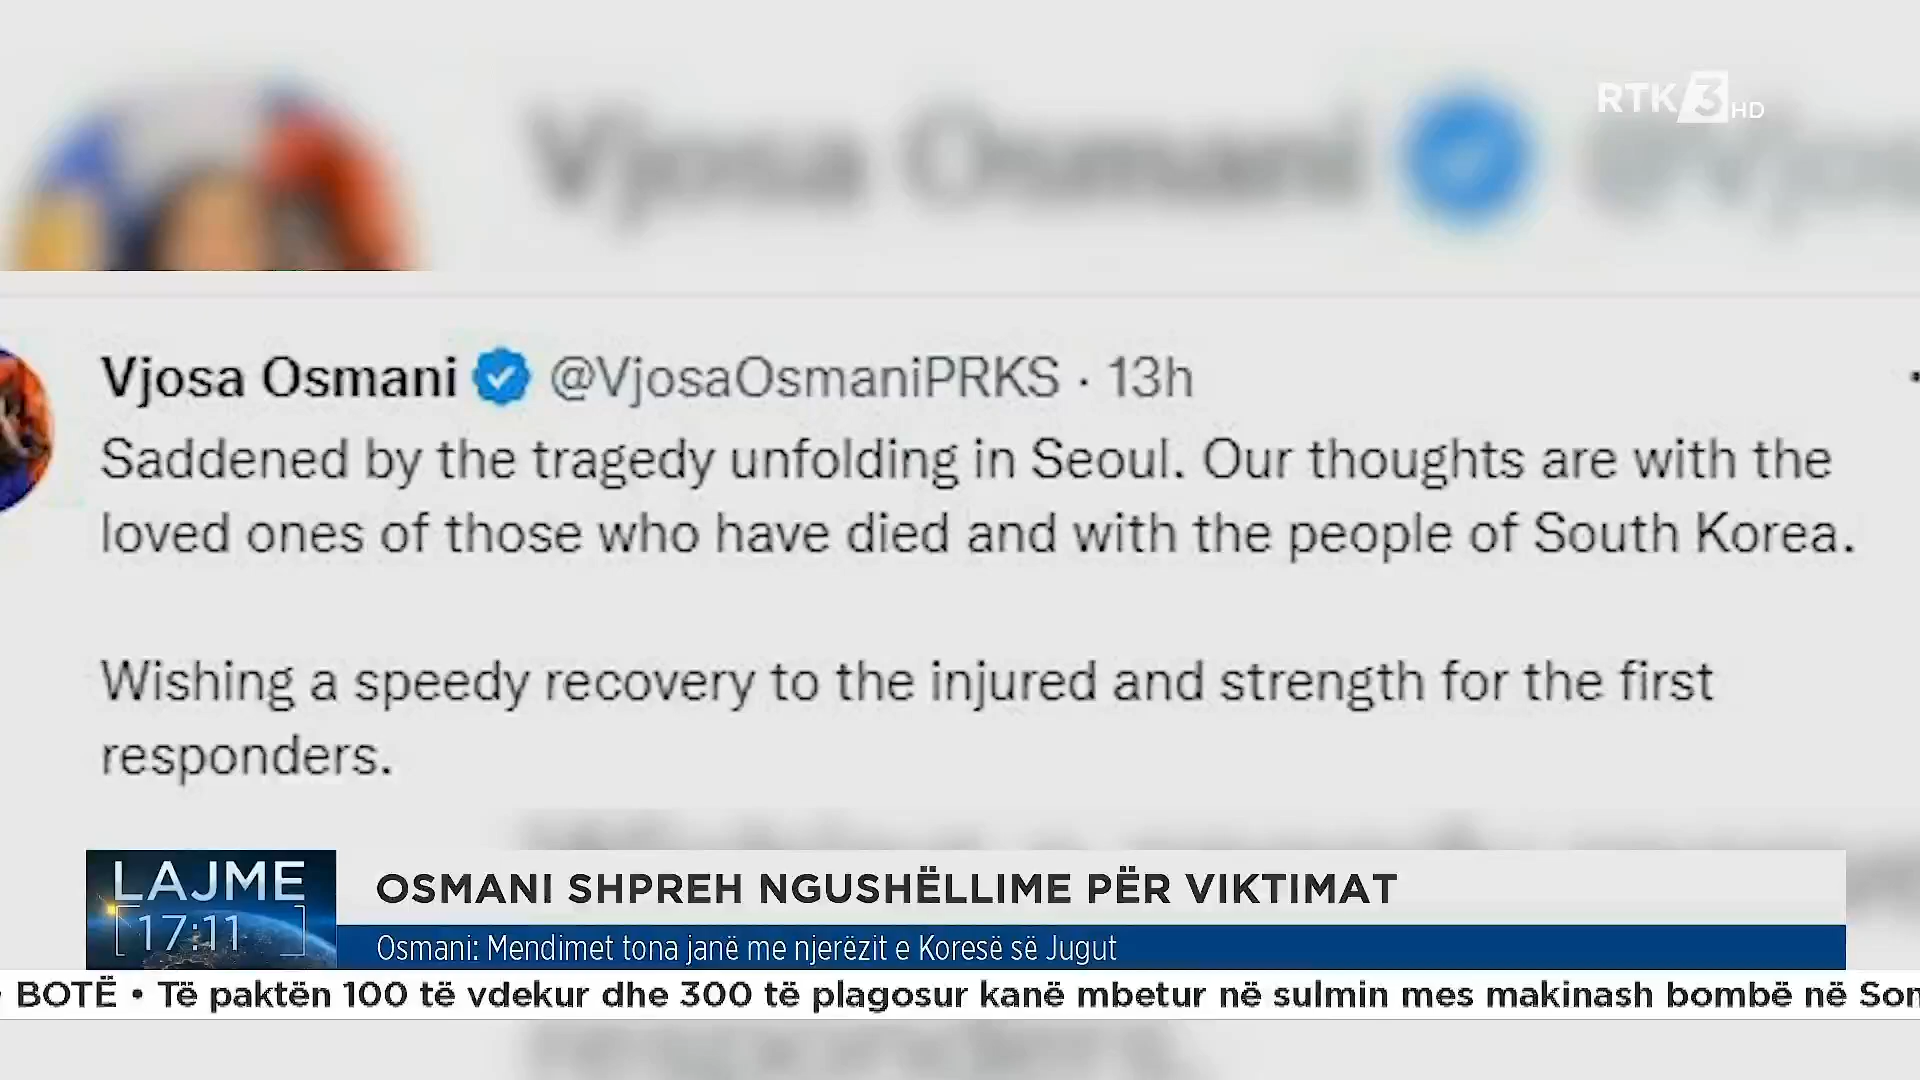 Vjosa Osmani
RTK 3 HD
Vjosa Osmani @VjosaOsmaniPRKS · 13h
Saddened by the tragedy unfolding in Seoul. Our thoughts are with the
loved ones of those who have died and with the people of South Korea.
Wishing a speedy recovery to the injured and strength for the first
responders.
LAJME
17:11
OSMANI SHPREH NGUSHËLLIME PËR VIKTIMAT
Osmani: Mendimet tona janë me njerëzit e Koresë së Jugut
BOTË • Të paktën 100 të vdekur dhe 300 të plagosur kanë mbetur në sulmin mes makinash bombë në